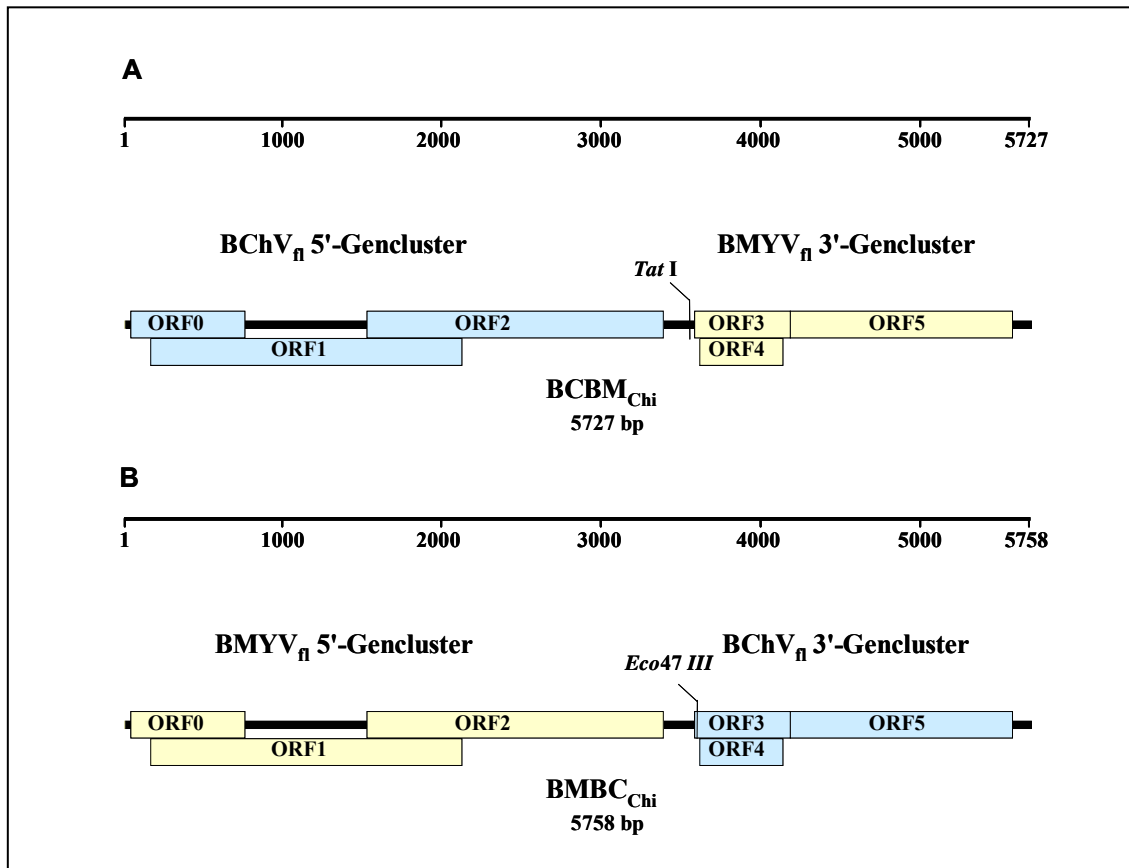 A
1 1000 2000 3000 4000 5000 5727
BChVfl 5'-Gencluster BMYVfl 3'-Gencluster
Tat I
ORF0 ORF2 ORF3 ORF5
ORF1 ORF4
BCBMChi
5727 bp
B
1 1000 2000 3000 4000 5000 5758
BMYVfl 5'-Gencluster BChVfl 3'-Gencluster
Eco47 III
ORF0 ORF2 ORF3 ORF5
ORF1 ORF4
BMBCChi
5758 bp